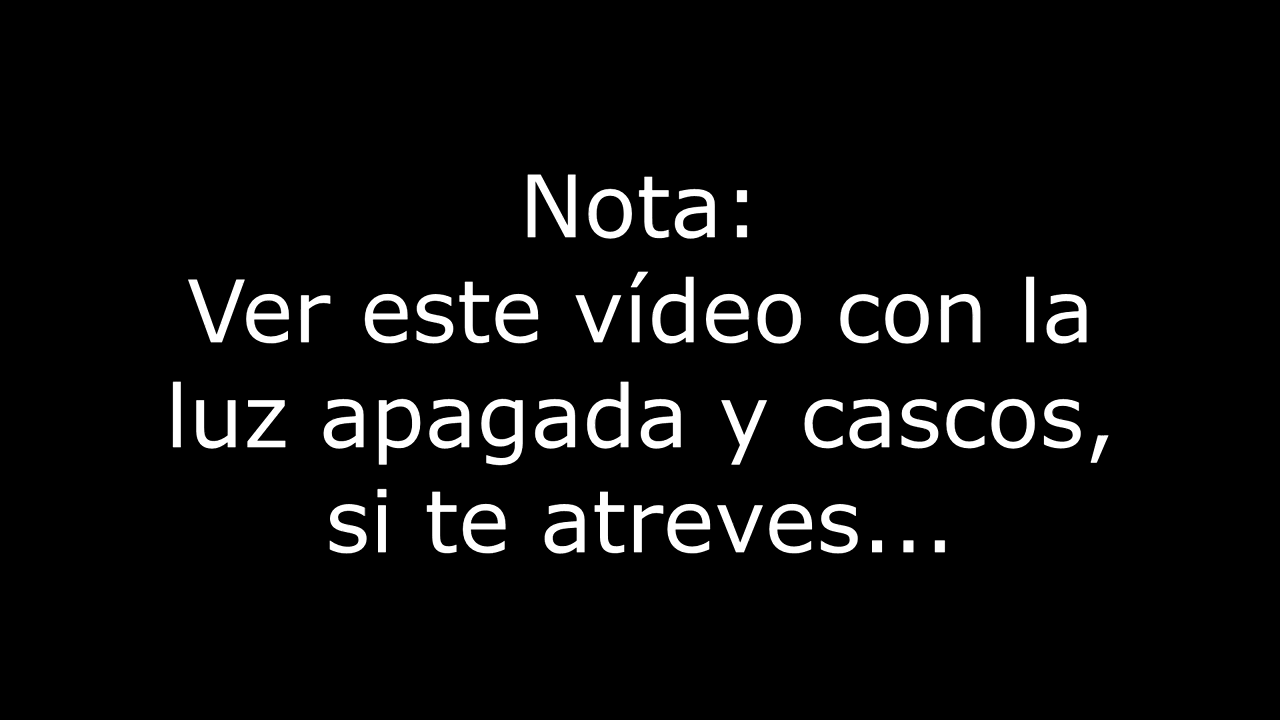 Nota:
Ver este vídeo con la
luz apagada y cascos,
si te atreves...